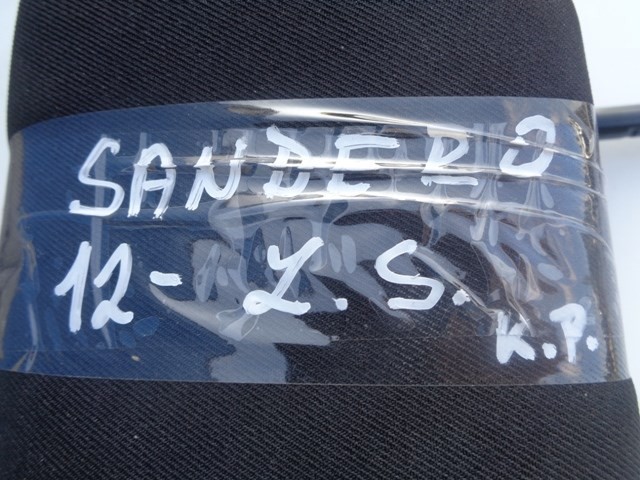 SANDERO
12- L.S.
K.P.